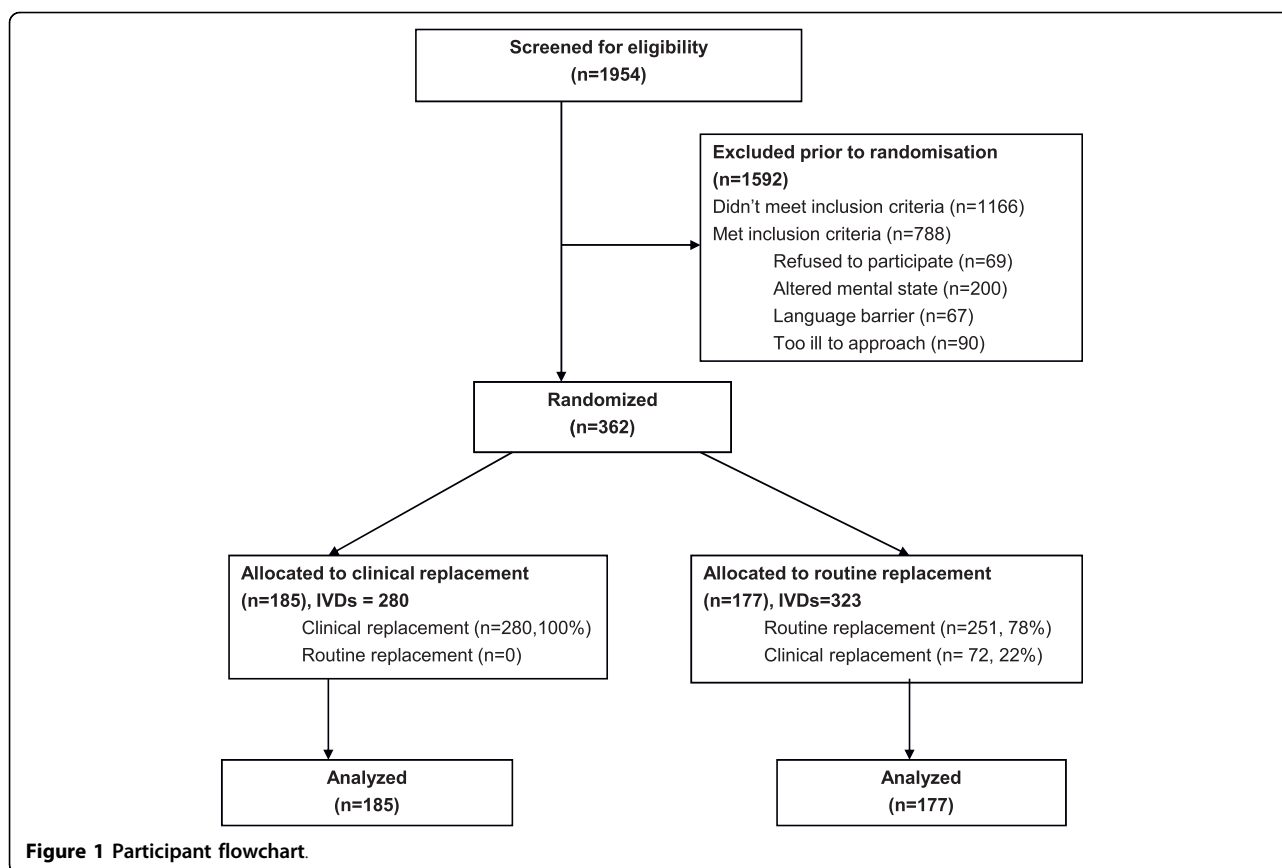 Screened for eligibility
(n=1954)
Excluded prior to randomisation
(n=1592)
Didn't meet inclusion criteria (n=1166)
Met inclusion criteria (n=788)
Refused to participate (n=69)
Altered mental state (n=200)
Language barrier (n=67)
Too ill to approach (n=90)
Randomized
(n=362)
Allocated to clinical replacement
(n=185), IVDs = 280
Clinical replacement (n=280,100%)
Routine replacement (n=0)
Allocated to routine replacement
(n=177), IVDs=323
Routine replacement (n=251, 78%)
Clinical replacement (n= 72, 22%)
Analyzed
(n=185)
Analyzed
(n=177)
Figure 1 Participant flowchart.